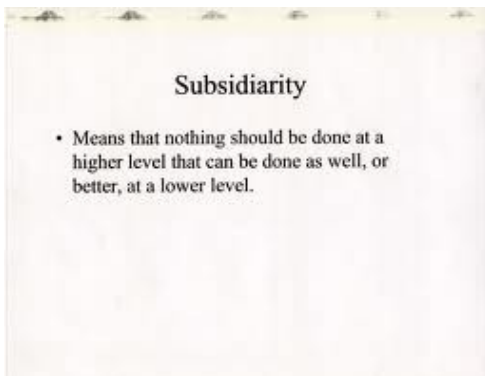 Subsidiarity
• Means that nothing should be done at a
higher level that can be done as well, or
better, at a lower level.